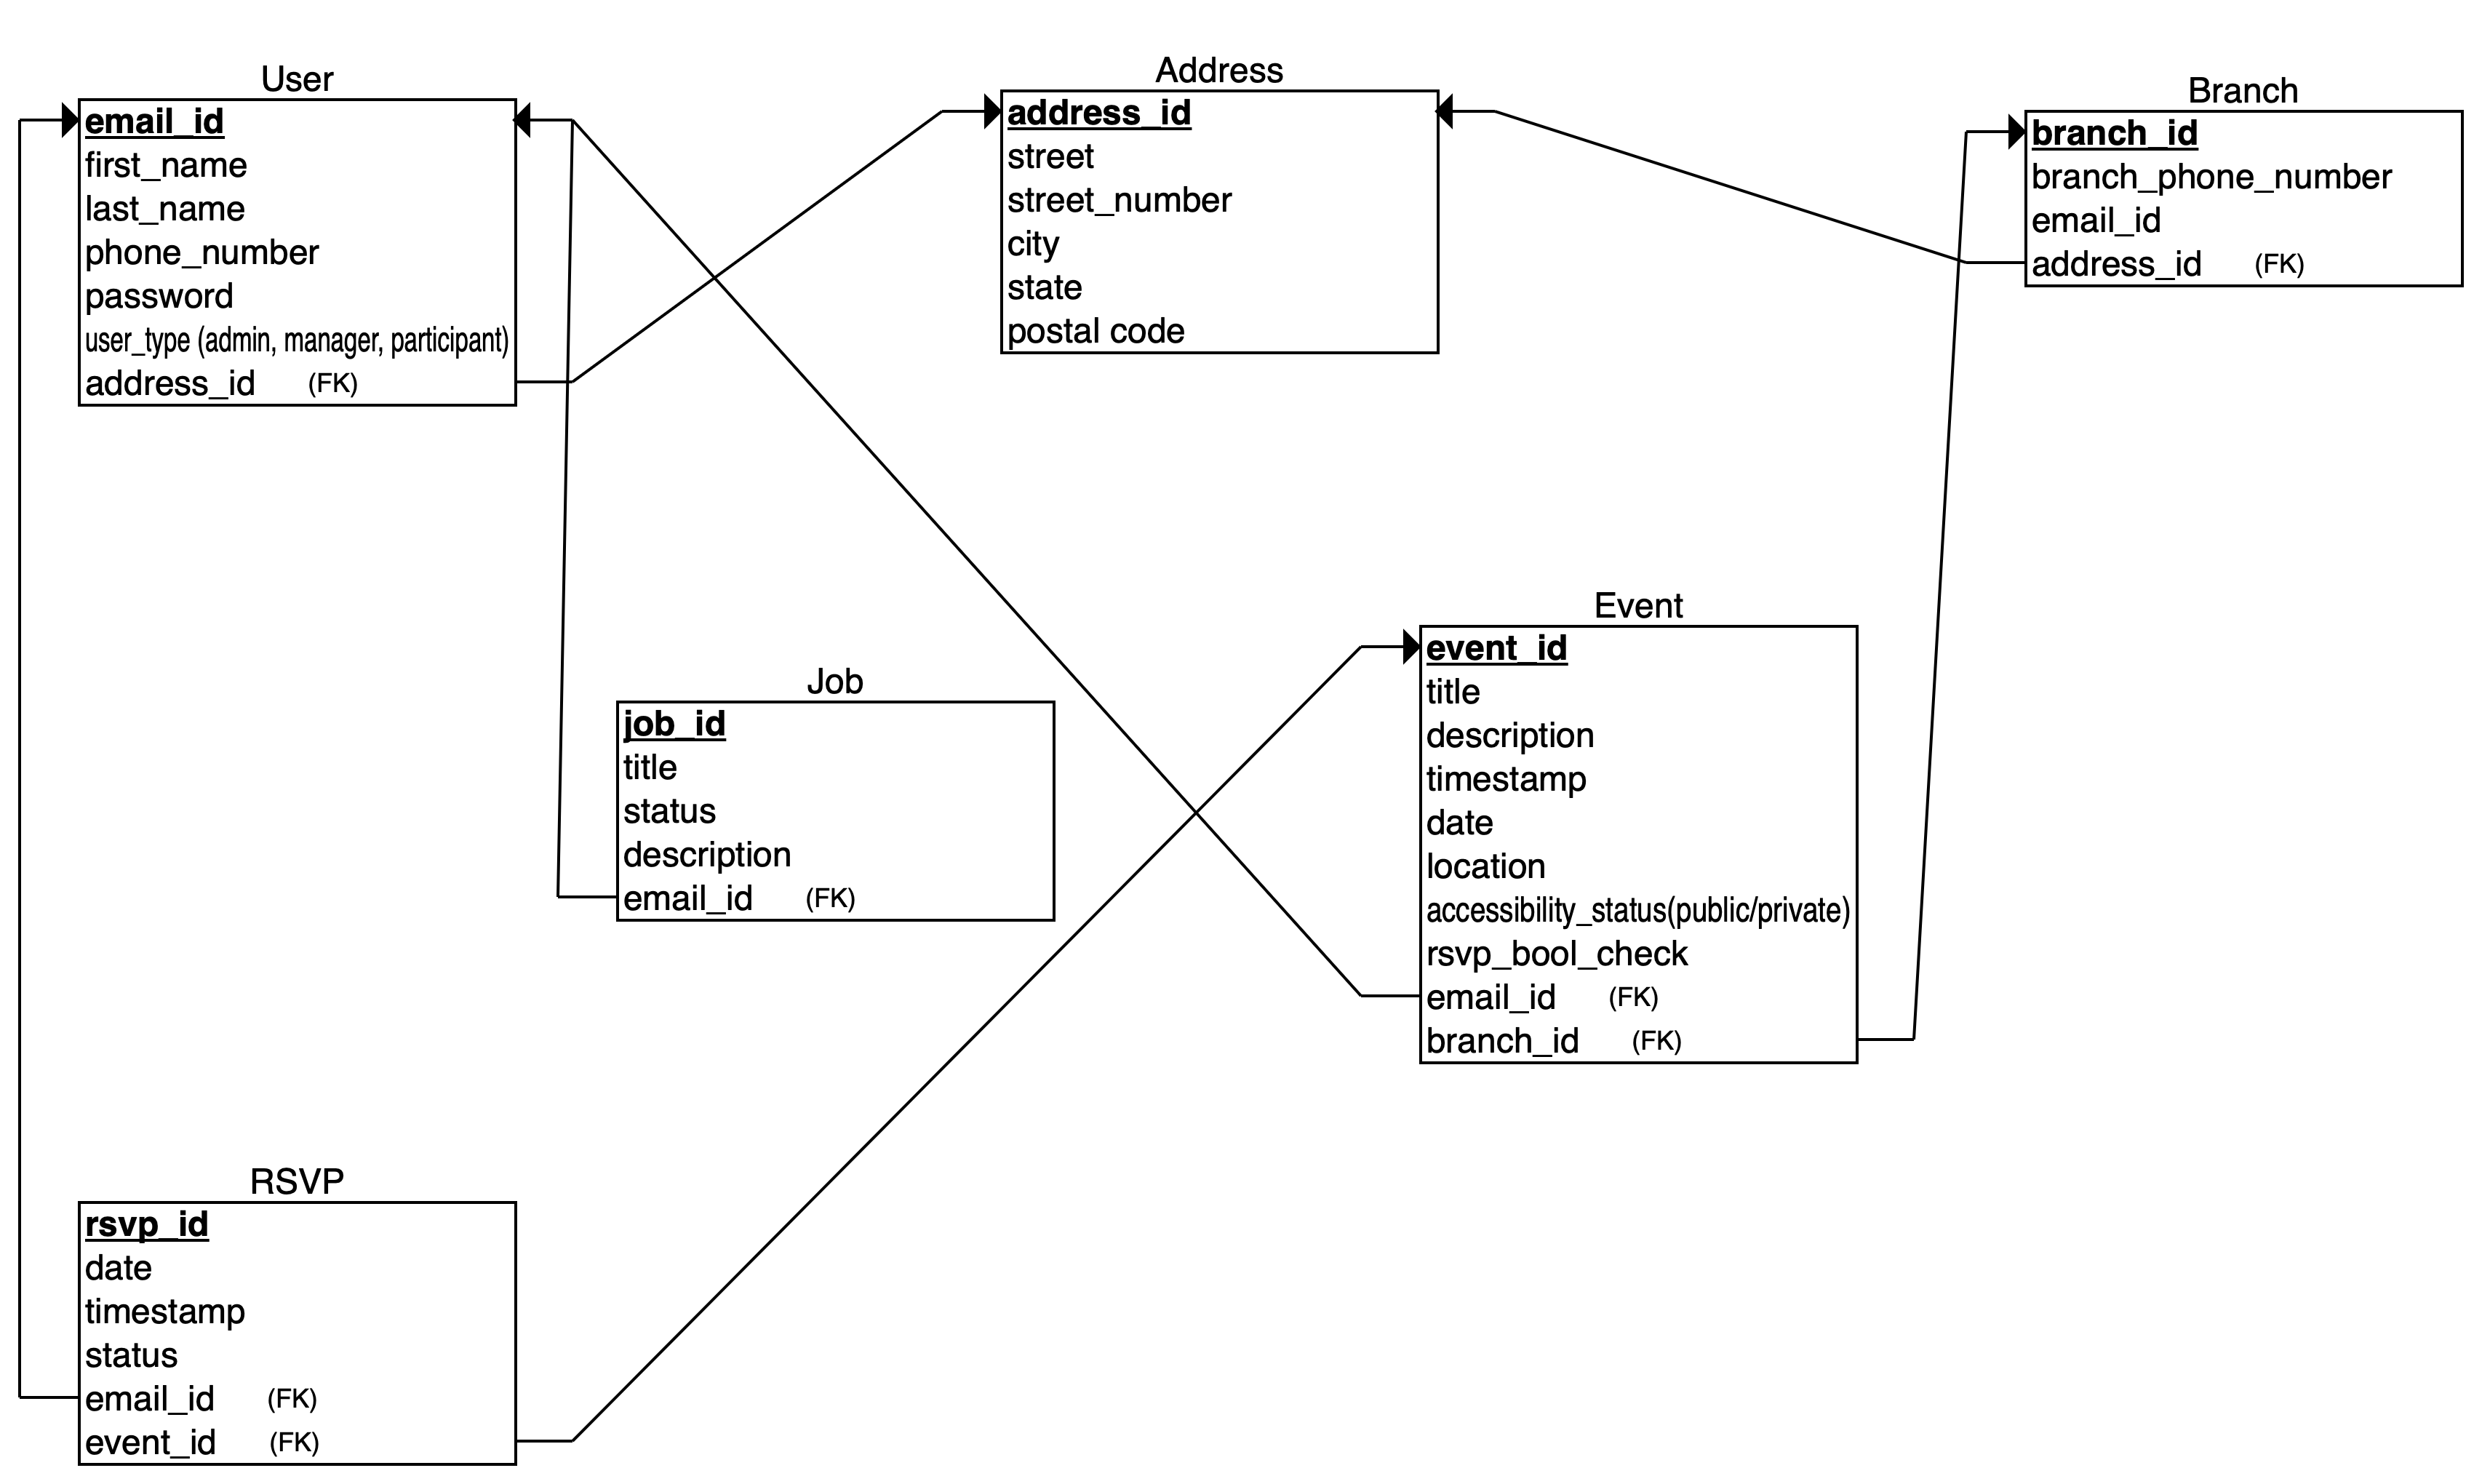 User
email_id
first_name
last_name
phone_number
password
user_type (admin, manager, participant)
address_id (FK)
Address
address_id
street
street_number
city
state
postal code
Branch
branch_id
branch_phone_number
email_id
address_id (FK)
Job
job_id
title
status
description
email_id (FK)
Event
event_id
title
description
timestamp
date
location
accessibility_status(public/private)
rsvp_bool_check
email_id (FK)
branch_id (FK)
RSVP
rsvp_id
date
timestamp
status
email_id (FK)
event_id (FK)